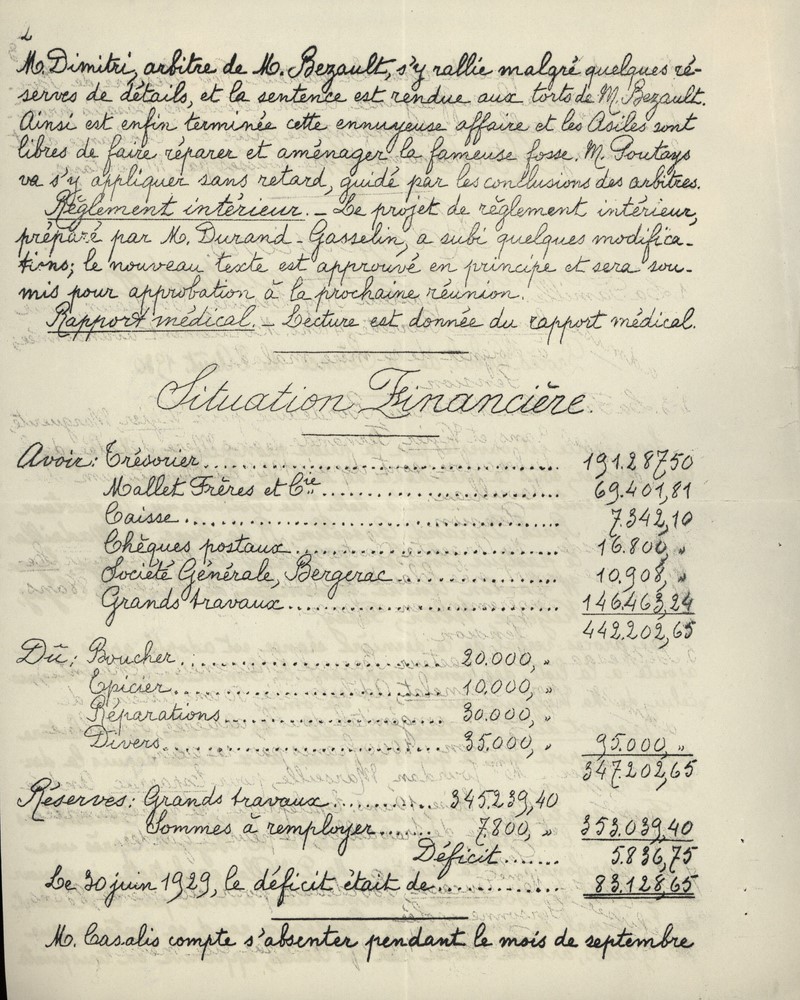 2
M. Dimitri, arbitre de M. Bezault, s'y rallie malgré quelques ré-
serves de détails, et la sentence est rendue aux torts de M. Bezault.
Ainsi est enfin terminée cette ennuyeuse affaire et les Asiles sont
libres de faire réparer et aménager la fameuse fosse. M. Poutays
va s'y appliquer sans retard, guidé par les conclusions des arbitres.
Règlement intérieur. _ Le projet de règlement intérieur,
préparé par M. Durand-Gasselin, a subi quelques modifica-
tions; le nouveau texte est approuvé en principe et sera sou-
mis pour approbation à la prochaine réunion.
Rapport médical. _ Lecture est donnée du rapport médical.
Situation Financière.
Avoir: Trésorier........ 191.287,50
Mallet Frères et Cie........ 69.401,81
Caisse........ 7.342,10
Chèques postaux........ 16.800, "
Société Générale, Bergerac........ 10.908, "
Grands travaux........ 146.463,24
442.202,65
Dû: Boucher........ 20.000, "
Epicier........ 10.000, "
Réparations........ 30.000, "
Divers........ 35.000, " 95.000, "
347.202,65
Réserves: Grands travaux........ 345.239,40
Sommes à remployer....... 7.800, " 353.039,40
Déficit....... 5.836,75
Le 30 juin 1929, le déficit était de........ 83.128,65
M. Casalis compte s'absenter pendant le mois de septembre